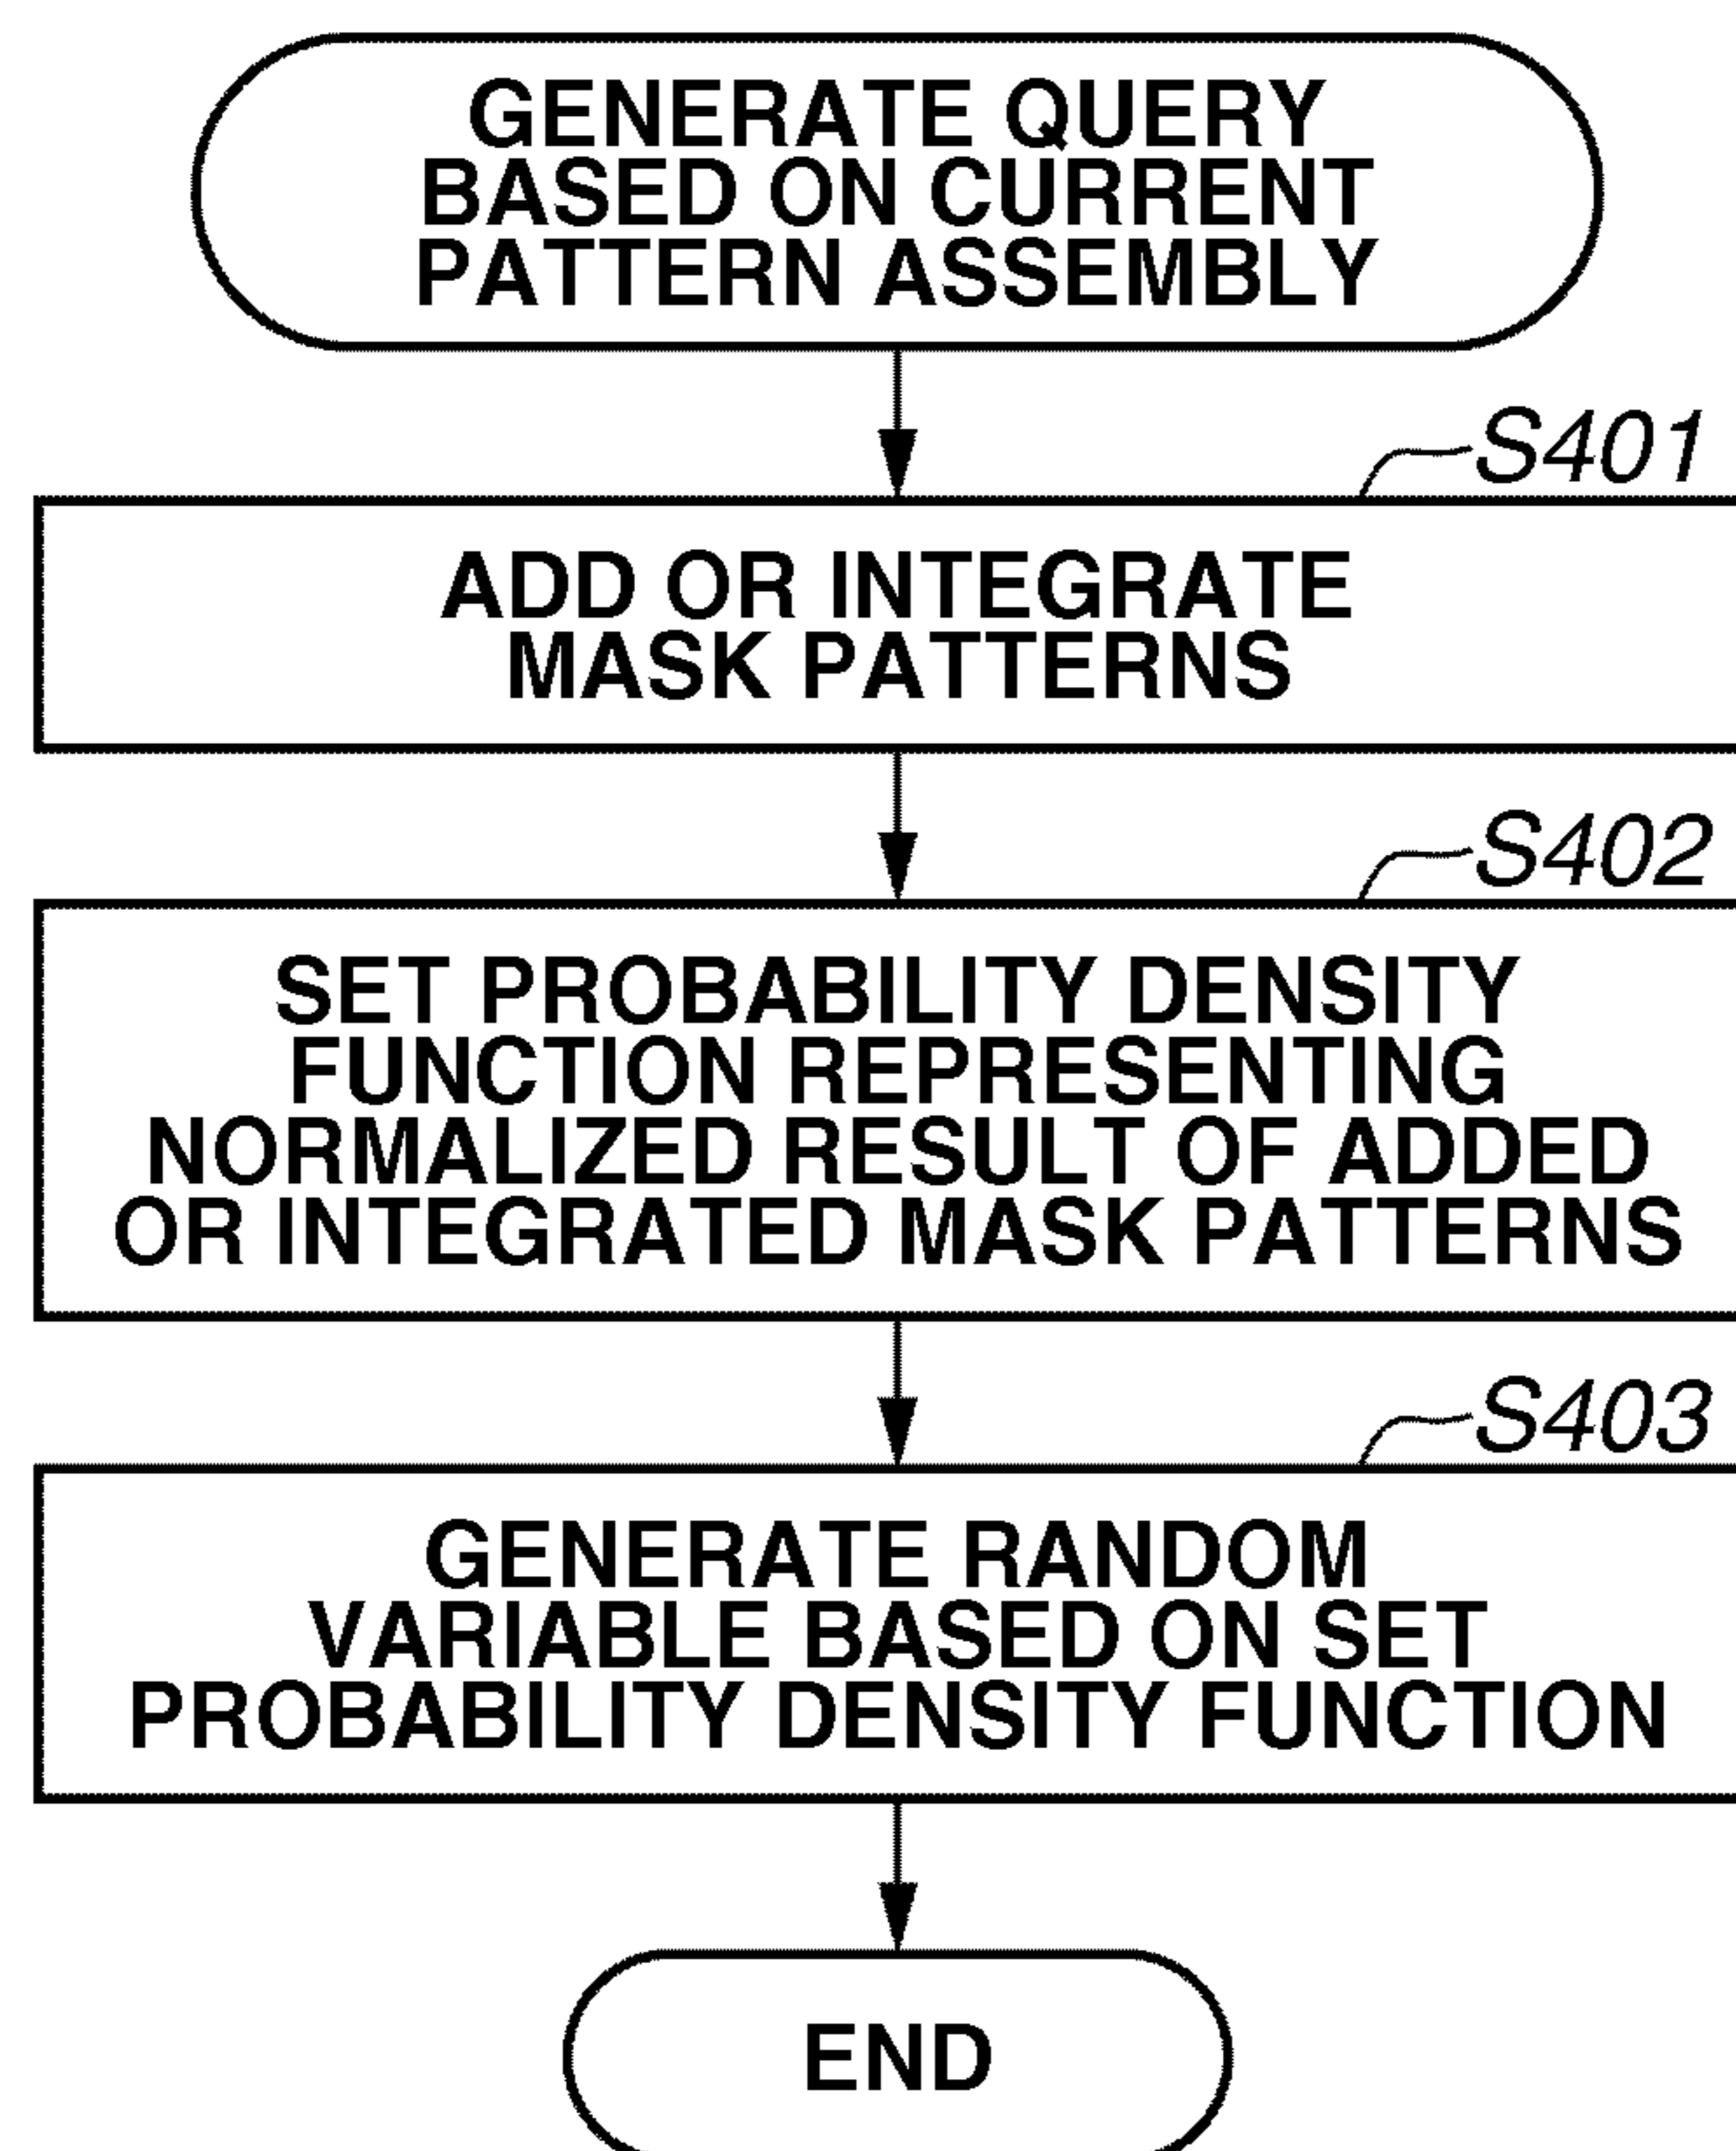 GENERATE QUERY
BASED ON CURRENT
PATTERN ASSEMBLY
S401
ADD OR INTEGRATE
MASK PATTERNS
S402
SET PROBABILITY DENSITY
FUNCTION REPRESENTING
NORMALIZED RESULT OF ADDED
OR INTEGRATED MASK PATTERNS
S403
GENERATE RANDOM
VARIABLE BASED ON SET
PROBABILITY DENSITY FUNCTION
END